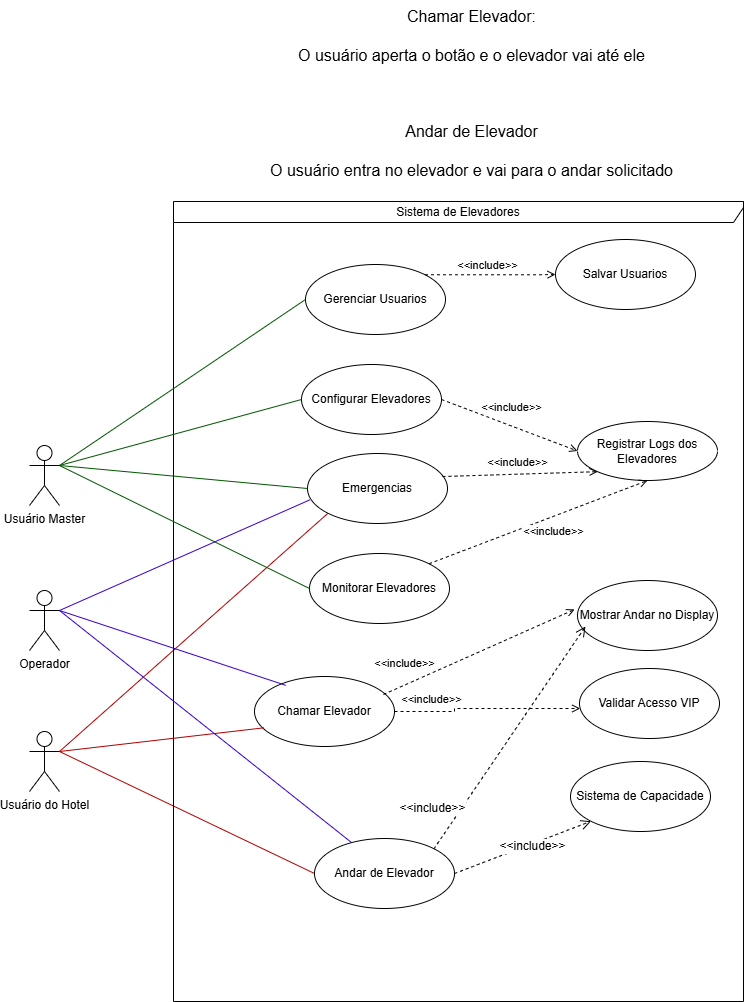 Chamar Elevador:
O usuário aperta o botão e o elevador vai até ele
Andar de Elevador
O usuário entra no elevador e vai para o andar solicitado
Sistema de Elevadores
Gerenciar Usuarios
<<include>>
Salvar Usuarios
Configurar Elevadores
<<include>>
Registrar Logs dos
Elevadores
Emergencias
<<include>>
Usuário Master
Monitorar Elevadores
<<include>>
Mostrar Andar no Display
Operador
<<include>>
Chamar Elevador
<<include>>
Validar Acesso VIP
Usuário do Hotel
<<include>>
Sistema de Capacidade
<<include>>
Andar de Elevador